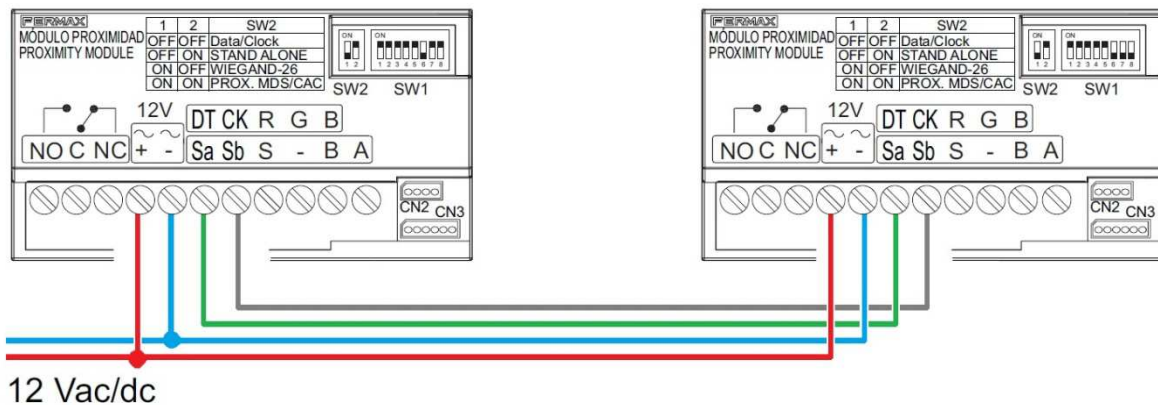 FERMAX
MÓDULO PROXIMIDAD
PROXIMITY MODULE
1 2 SW2
OFF OFF Data/Clock
OFF ON STAND ALONE
ON OFF WIEGAND-26
ON ON PROX. MDS/CAC
ON
1 2
ON
1 2 3 4 5 6 7 8
SW2 SW1
12V
DT CK R G B
NO C NC + - Sa Sb S - B A
CN2 CN3
FERMAX
MÓDULO PROXIMIDAD
PROXIMITY MODULE
1 2 SW2
OFF OFF Data/Clock
OFF ON STAND ALONE
ON OFF WIEGAND-26
ON ON PROX. MDS/CAC
ON
1 2
ON
1 2 3 4 5 6 7 8
SW2 SW1
12V
DT CK R G B
NO C NC + - Sa Sb S - B A
CN2 CN3
12 Vac/dc